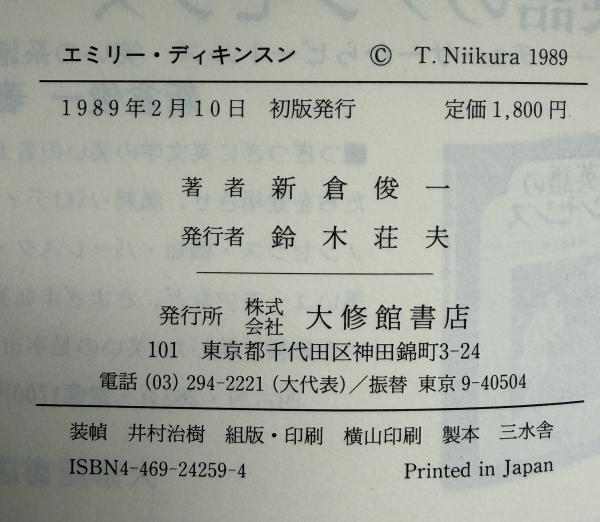 エミリー・ディキンスン © T. Niikura 1989
1989年2月10日 初版発行 定価1,800円
著者 新倉俊一
発行者 鈴木荘夫
発行所 株式会社 大修館書店
101 東京都千代田区神田錦町3-24
電話 (03) 294-2221 (大代表)/振替 東京9-40504
装幀 井村治樹 組版・印刷 横山印刷 製本 三水舎
ISBN4-469-24259-4 Printed in Japan